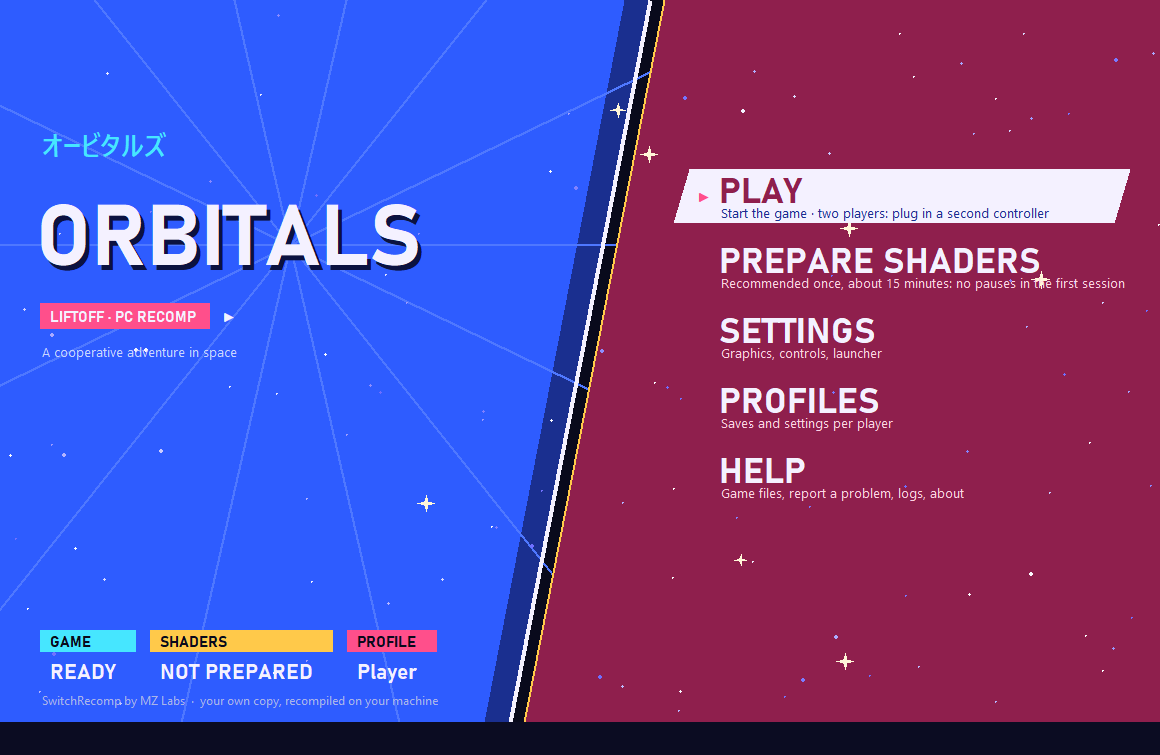 オービタルズ
ORBITALS
LIFTOFF · PC RECOMP
A cooperative adventure in space
PLAY
Start the game · two players: plug in a second controller
PREPARE SHADERS
Recommended once, about 15 minutes: no pauses in the first session
SETTINGS
Graphics, controls, launcher
PROFILES
Saves and settings per player
HELP
Game files, report a problem, logs, about
GAME SHADERS PROFILE
READY NOT PREPARED Player
SwitchRecomp by MZ Labs · your own copy, recompiled on your machine